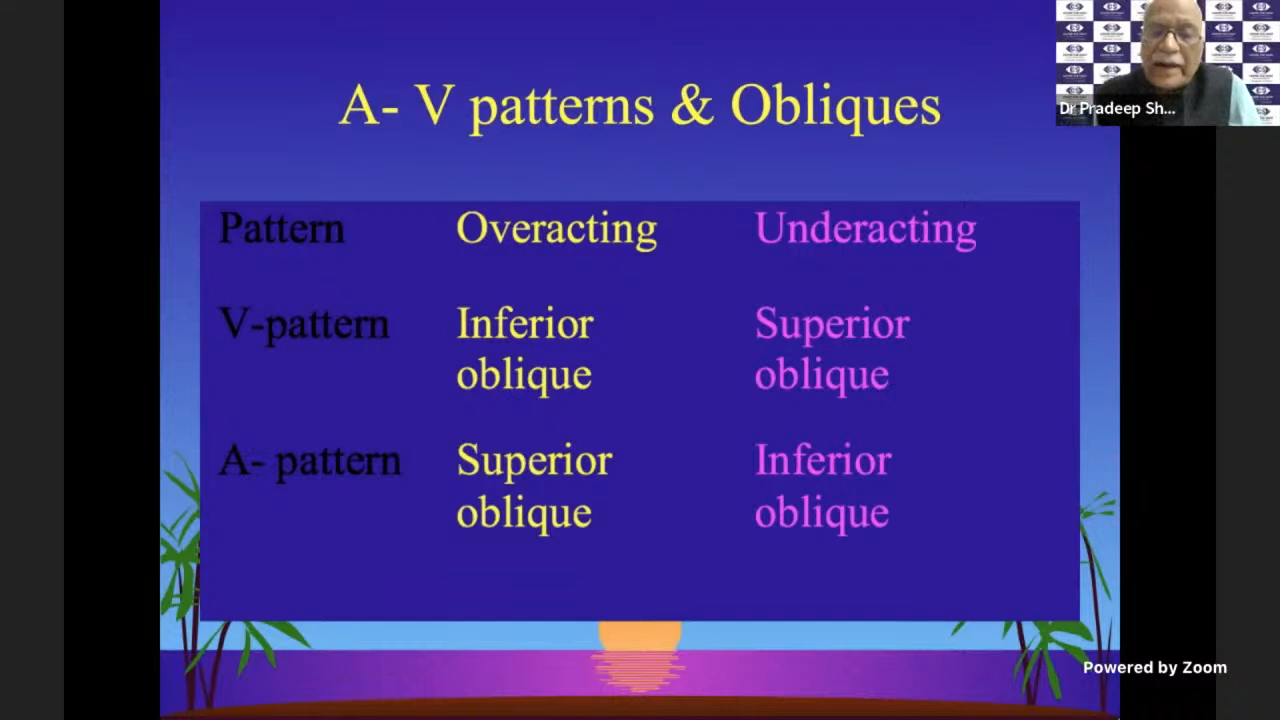 A- V patterns & Obliques
Dr Pradeep Sh...
Pattern Overacting Underacting
V-pattern Inferior oblique Superior oblique
A- pattern Superior oblique Inferior oblique
Powered by Zoom